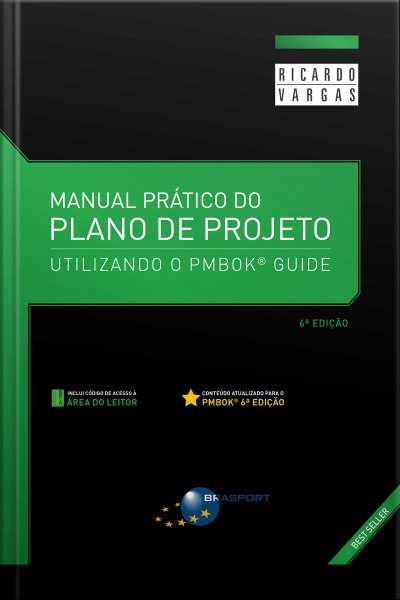 RICARDO
VARGAS
MANUAL PRÁTICO DO
PLANO DE PROJETO
UTILIZANDO O PMBOK® GUIDE
6ª EDIÇÃO
INCLUI CÓDIGO DE ACESSO À
ÁREA DO LEITOR
CONTEÚDO ATUALIZADO PARA O
PMBOK® 6ª EDIÇÃO
BRASPORT
BEST SELLER